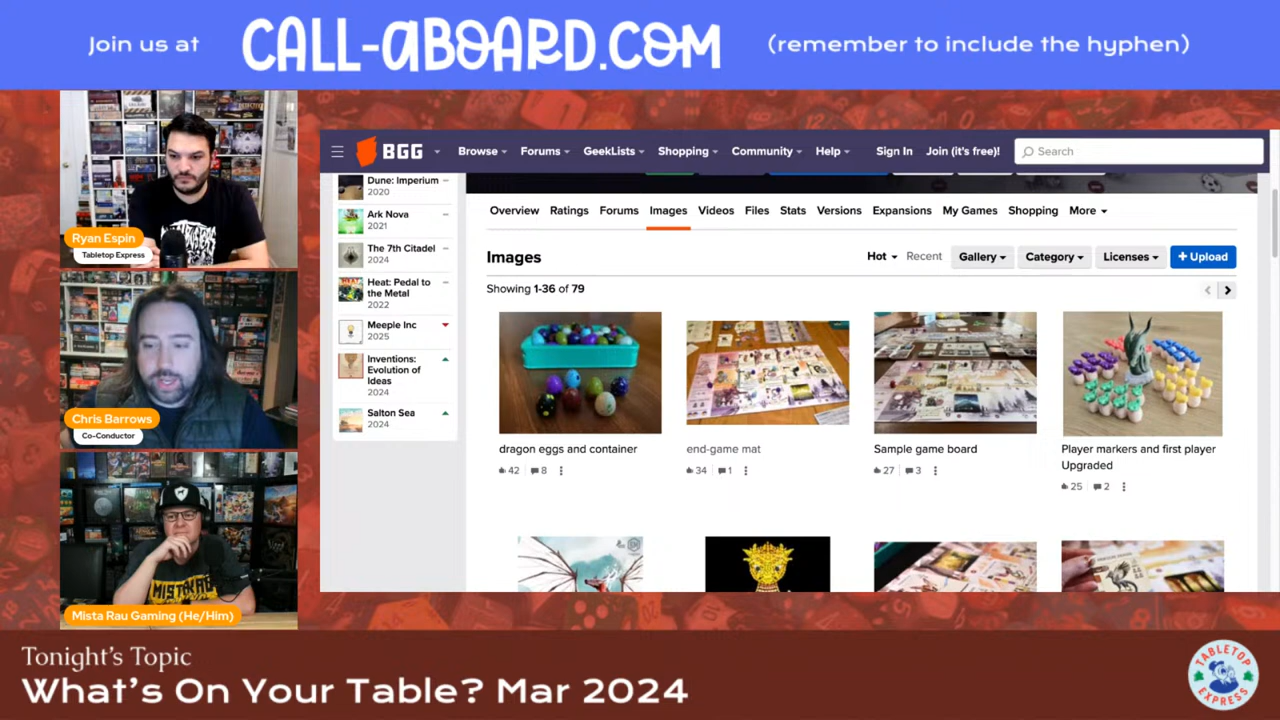 Join us at CALL-ABOARD.COM (remember to include the hyphen)
Ryan Espin
Tabletop Express
Chris Barrows
Co-Conductor
MISTARAU
Mista Rau Gaming (He/Him)
BGG Browse Forums GeekLists Shopping Community Help Sign In Join (it's free)! Search
Dune: Imperium
2020
Ark Nova
2021
The 7th Citadel
2024
Heat: Pedal to
the Metal
2022
Meeple Inc
2025
Inventions:
Evolution of
Ideas
2024
Salton Sea
2024
Overview Ratings Forums Images Videos Files Stats Versions Expansions My Games Shopping More
Images Hot Recent Gallery Category Licenses + Upload
Showing 1-36 of 79
dragon eggs and container
42 8
end-game mat
34 1
Sample game board
27 3
Player markers and first player
Upgraded
25 2
Tonight's Topic
What's On Your Table? Mar 2024
TABLETOP
EXPRESS